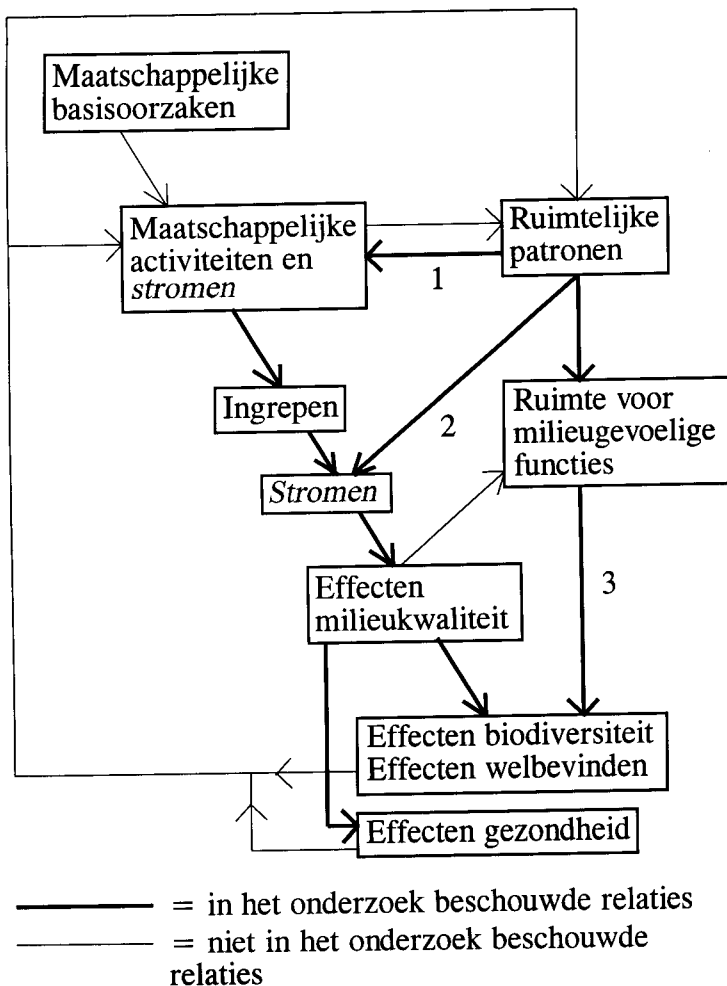 Maatschappelijke
basisoorzaken
Maatschappelijke
activiteiten en
stromen
Ruimtelijke
patronen
1
Ingrepen
2
Ruimte voor
milieugevoelige
functies
Stromen
Effecten
milieukwaliteit
3
Effecten biodiversiteit
Effecten welbevinden
Effecten gezondheid
= in het onderzoek beschouwde relaties
= niet in het onderzoek beschouwde
relaties